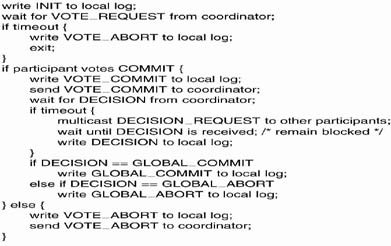 write INIT to local log;
wait for VOTE_REQUEST from coordinator;
if timeout {
write VOTE_ABORT to local log;
exit;
}
if participant votes COMMIT {
write VOTE_COMMIT to local log;
send VOTE_COMMIT to coordinator;
wait for DECISION from coordinator;
if timeout {
multicast DECISION_REQUEST to other participants;
wait until DECISION is received; /* remain blocked */
write DECISION to local log;
}
if DECISION == GLOBAL_COMMIT
write GLOBAL_COMMIT to local log;
else if DECISION == GLOBAL_ABORT
write GLOBAL_ABORT to local log;
} else {
write VOTE_ABORT to local log;
send VOTE_ABORT to coordinator;
}